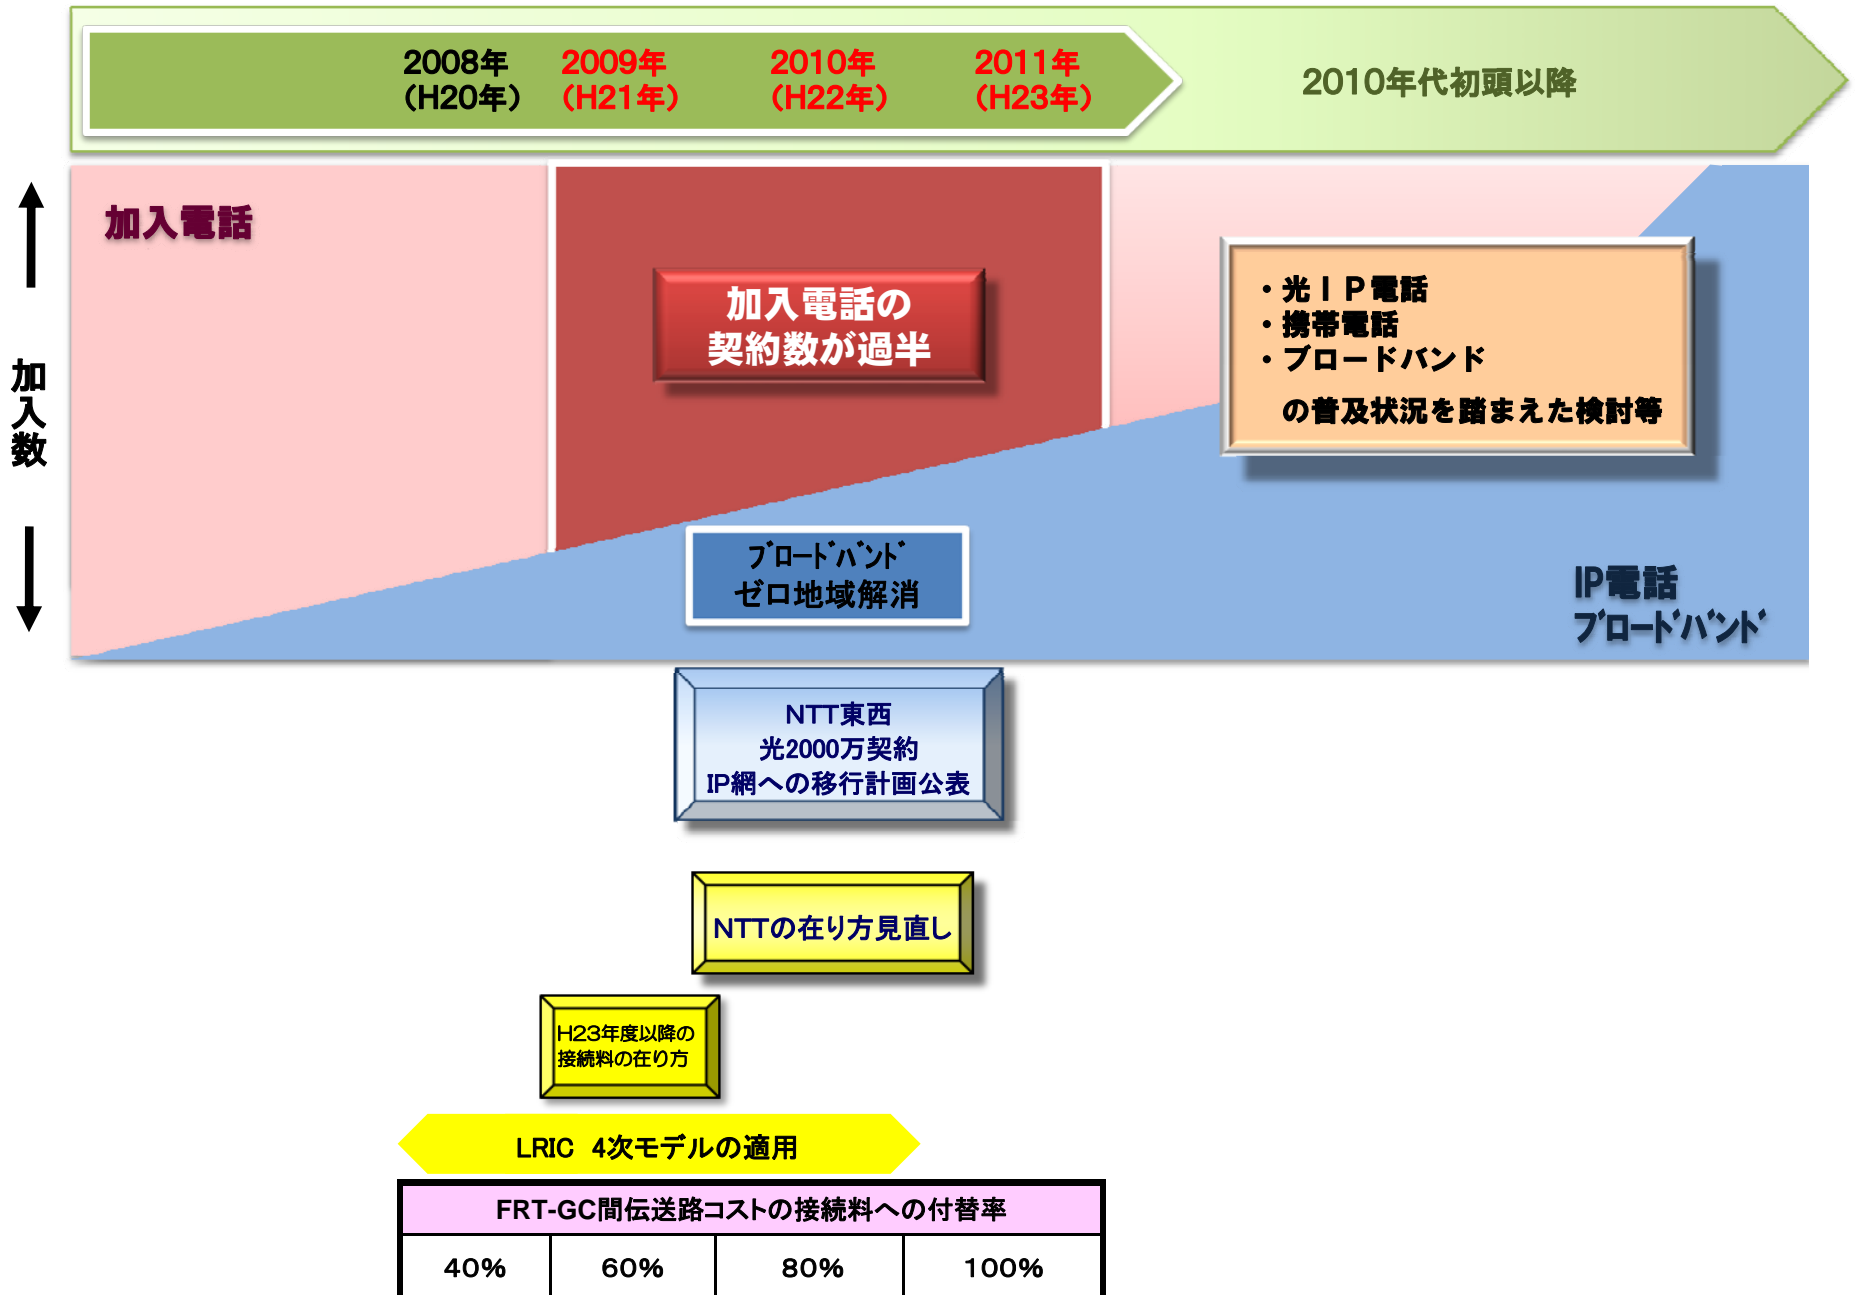 2008年
（H20年）
2009年
（H21年）
2010年
（H22年）
2011年
（H23年）
2010年代初頭以降
加入数
加入電話
加入電話の
契約数が過半
・光ＩＰ電話
・携帯電話
・ブロードバンド
の普及状況を踏まえた検討等
ﾌﾞﾛｰﾄﾞﾊﾞﾝﾄﾞ
ゼロ地域解消
IP電話
ﾌﾞﾛｰﾄﾞﾊﾞﾝﾄﾞ
NTT東西
光2000万契約
IP網への移行計画公表
NTTの在り方見直し
H23年度以降の
接続料の在り方
LRIC　4次モデルの適用
FRT-GC間伝送路コストの接続料への付替率
40%　60%　80%　100%